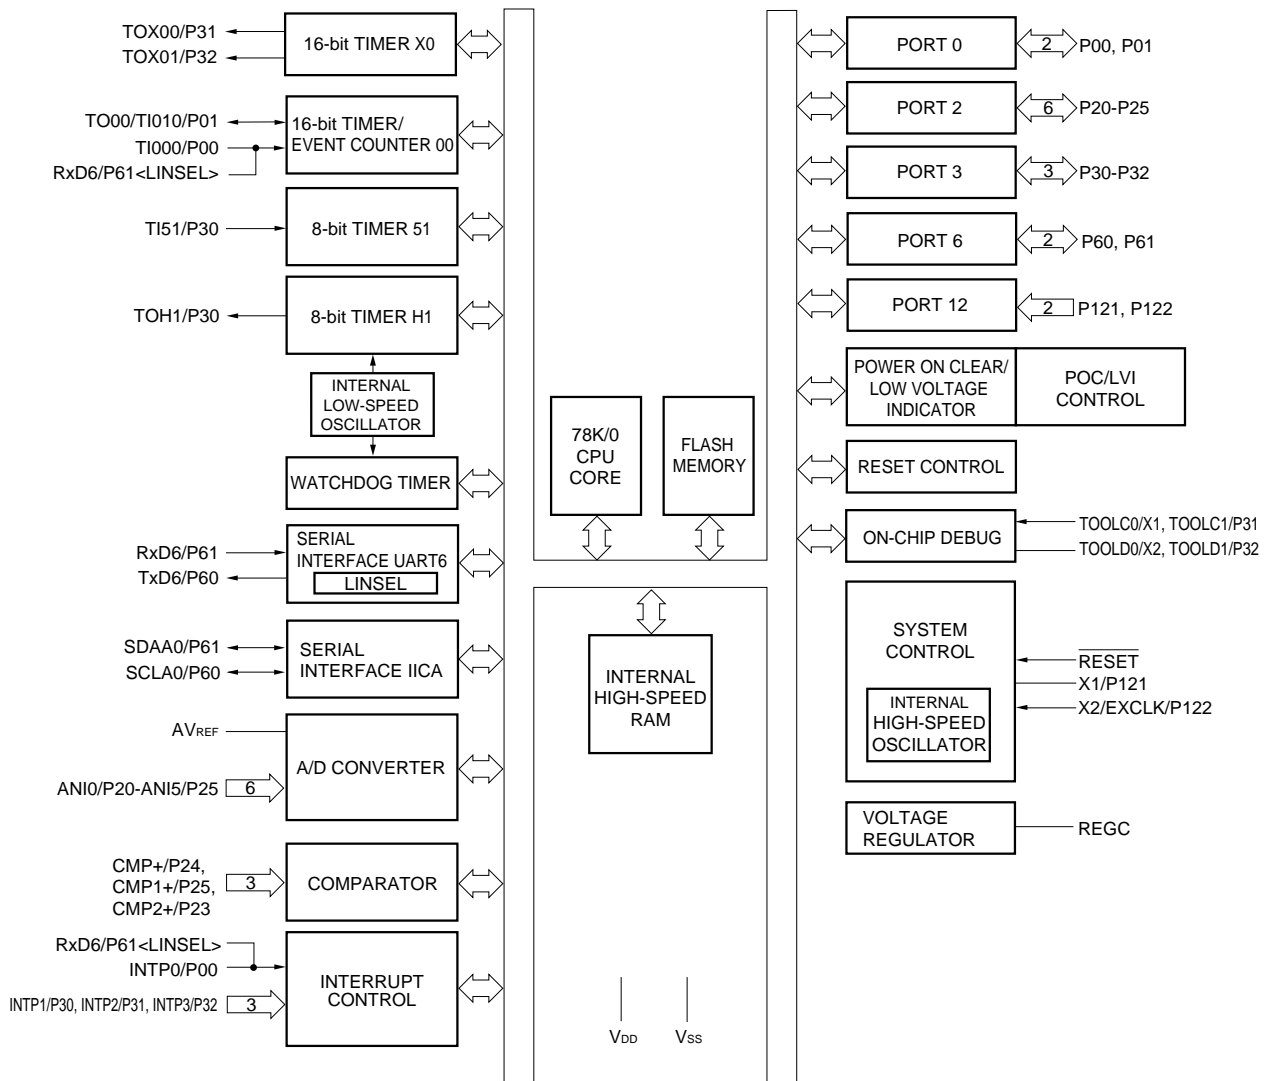 TOX00/P31
TOX01/P32
16-bit TIMER X0
TO00/TI010/P01
TI000/P00
RxD6/P61<LINSEL>
16-bit TIMER/
EVENT COUNTER 00
TI51/P30
8-bit TIMER 51
TOH1/P30
8-bit TIMER H1
INTERNAL
LOW-SPEED
OSCILLATOR
WATCHDOG TIMER
RxD6/P61
TxD6/P60
SERIAL
INTERFACE UART6
LINSEL
SDAA0/P61
SCLA0/P60
SERIAL
INTERFACE IICA
AVREF
ANI0/P20-ANI5/P25
6
A/D CONVERTER
CMP+/P24,
CMP1+/P25,
CMP2+/P23
3
COMPARATOR
RxD6/P61<LINSEL>
INTP0/P00
INTP1/P30, INTP2/P31, INTP3/P32
3
INTERRUPT
CONTROL
78K/0
CPU
CORE
FLASH
MEMORY
INTERNAL
HIGH-SPEED
RAM
VDD
VSS
PORT 0
2
P00, P01
PORT 2
6
P20-P25
PORT 3
3
P30-P32
PORT 6
2
P60, P61
PORT 12
2
P121, P122
POWER ON CLEAR/
LOW VOLTAGE
INDICATOR
POC/LVI
CONTROL
RESET CONTROL
ON-CHIP DEBUG
TOOLC0/X1, TOOLC1/P31
TOOLD0/X2, TOOLD1/P32
SYSTEM
CONTROL
INTERNAL
HIGH-SPEED
OSCILLATOR
RESET
X1/P121
X2/EXCLK/P122
VOLTAGE
REGULATOR
REGC